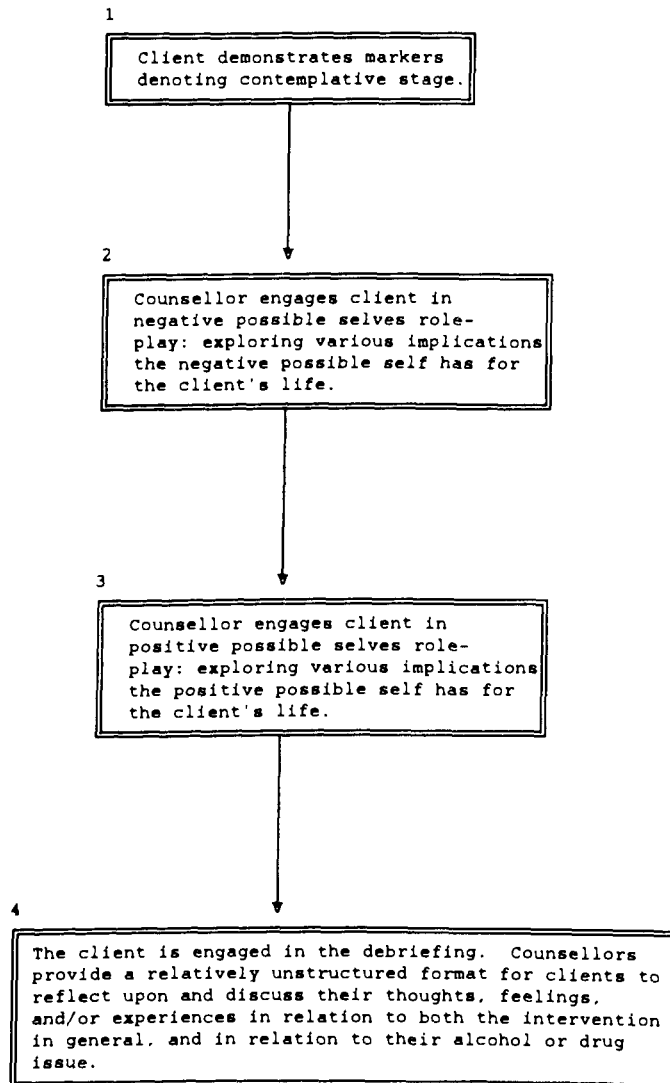 1
Client demonstrates markers
denoting contemplative stage.
2
Counsellor engages client in
negative possible selves role-
play: exploring various implications
the negative possible self has for
the client's life.
3
Counsellor engages client in
positive possible selves role-
play: exploring various implications
the positive possible self has for
the client's life.
4
The client is engaged in the debriefing. Counsellors
provide a relatively unstructured format for clients to
reflect upon and discuss their thoughts, feelings,
and/or experiences in relation to both the intervention
in general, and in relation to their alcohol or drug
issue.